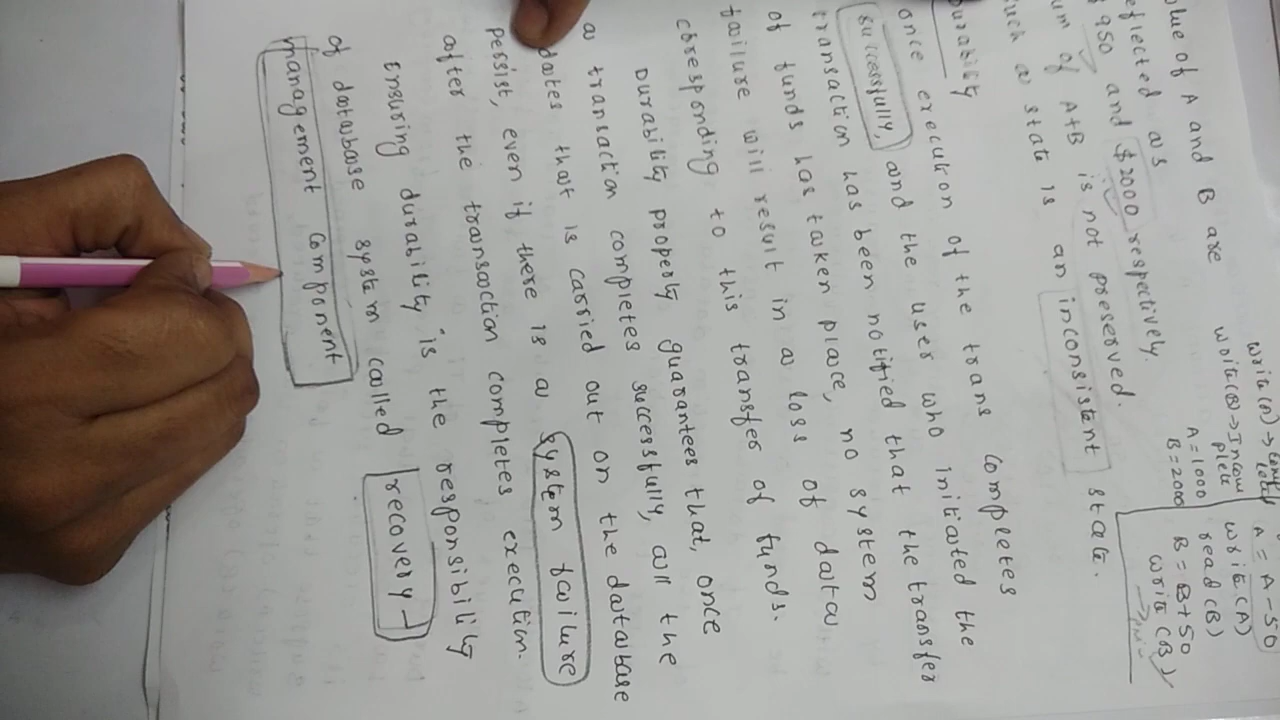 value of A and B are
reflected as
$ 950 and $2000 respectively.
sum of A+B is not preserved.
such a state is an inconsistent state.
Write(B) → Incom
plete
A = 1000
B = 2000
A = A - 50
write(A)
read(B)
B = B + 50
write(B)
Durability
once execution of the trans completes
successfully, and the user who initiated the
transaction has been notified that the transfer
of funds has taken place, no system
failure will result in a loss of data
corresponding to this transfer of funds.
Durability property guarantees that, once
a transaction completes successfully, all the
dates that is carried out on the database
persist, even if there is a system failure
after the transaction completes execution.
Ensuring durability is the responsibility
of database system called recovery-
management component